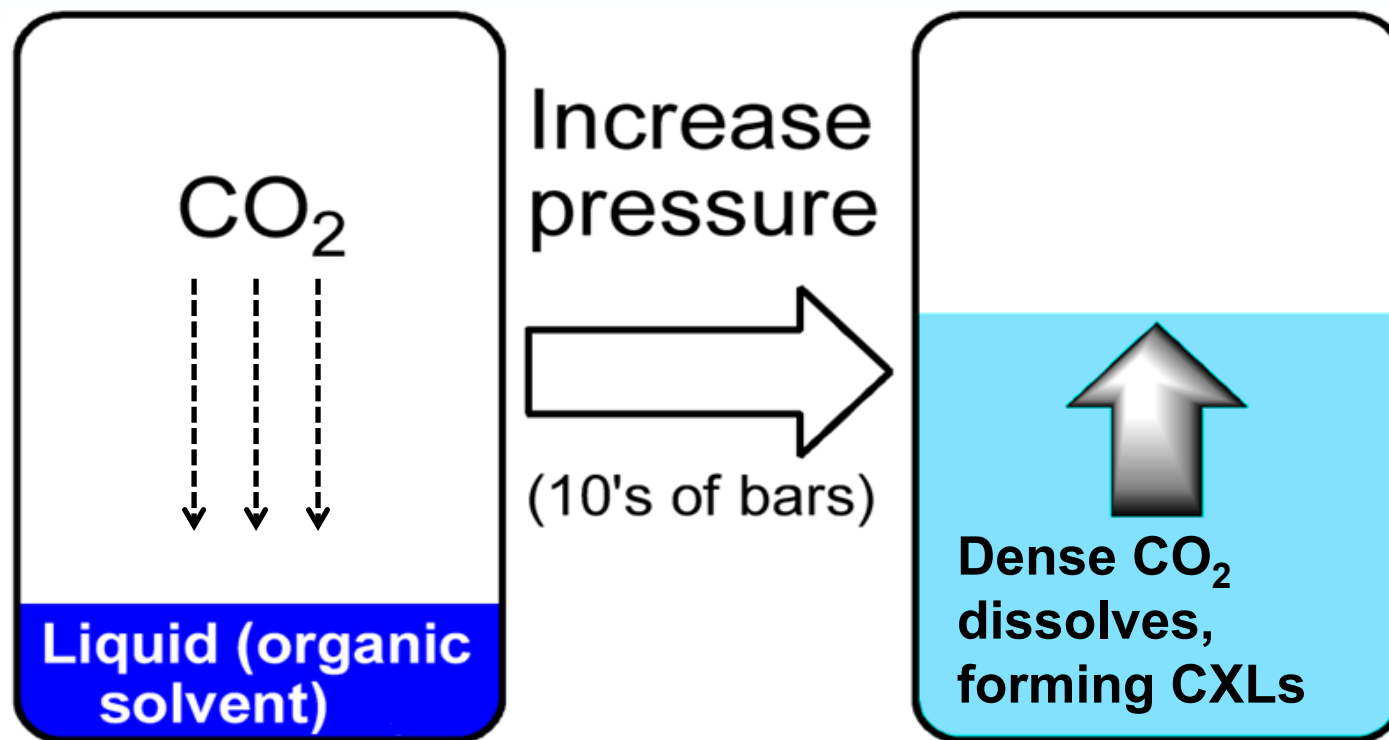 CO₂
Liquid (organic
solvent)
Increase
pressure
(10's of bars)
Dense CO₂
dissolves,
forming CXLs